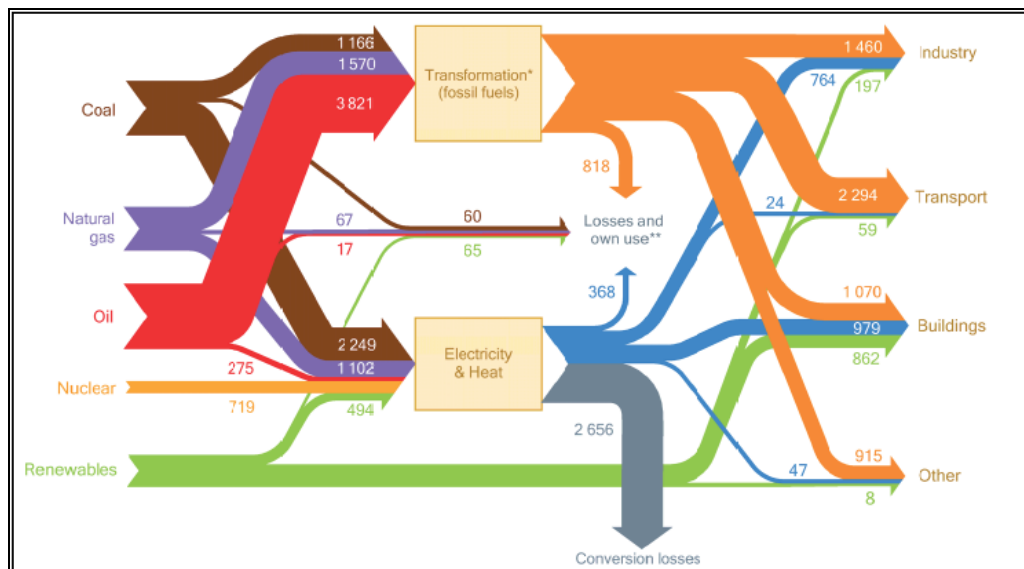 1 166
1 570
3 821
Coal
Natural
gas
Oil
Nuclear
Renewables
Transformation*
(fossil fuels)
1 460
764
197
Industry
818
60
67
17
65
Losses and
own use**
24
2 294
59
Transport
368
2 249
1 102
275
719
494
Electricity
& Heat
1 070
979
862
Buildings
2 656
915
47
8
Other
Conversion losses